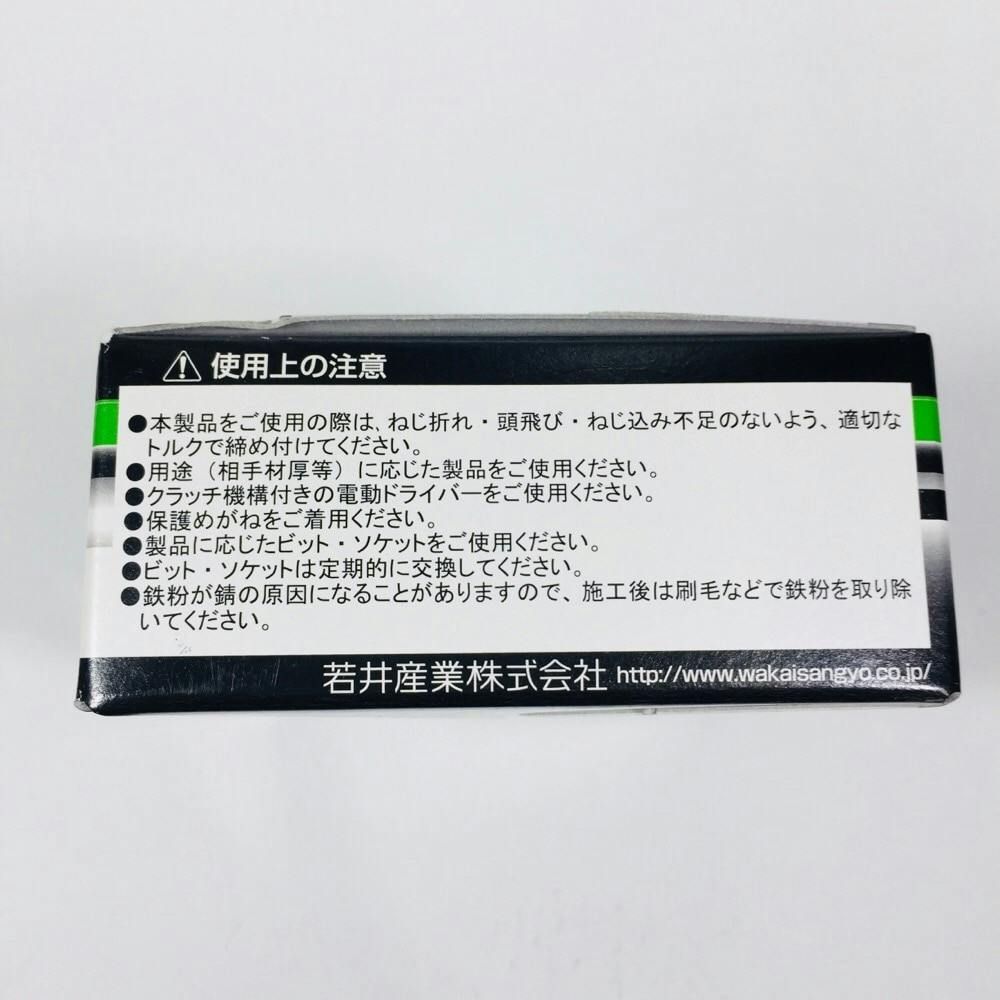 使用上の注意
●本製品をご使用の際は、ねじ折れ・頭飛び・ねじ込み不足のないよう、適切な
トルクで締め付けてください。
●用途（相手材厚等）に応じた製品をご使用ください。
●クラッチ機構付きの電動ドライバーをご使用ください。
●保護めがねをご着用ください。
●製品に応じたビット・ソケットをご使用ください。
●ビット・ソケットは定期的に交換してください。
●鉄粉が錆の原因になることがありますので、施工後は刷毛などで鉄粉を取り除
いてください。
若井産業株式会社 http://www.wakaisangyo.co.jp/